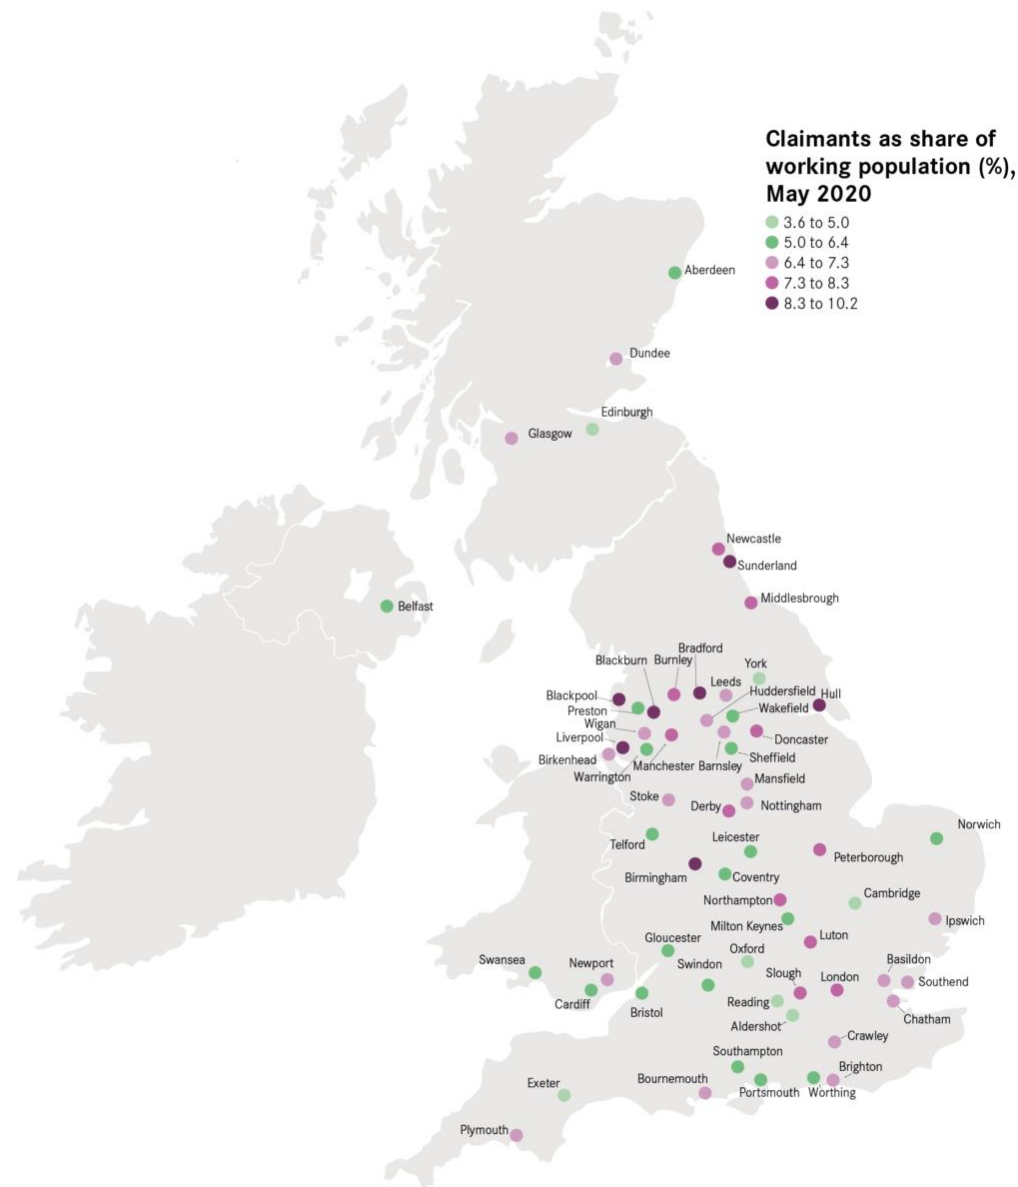 Claimants as share of
working population (%),
May 2020
3.6 to 5.0
5.0 to 6.4
6.4 to 7.3
7.3 to 8.3
8.3 to 10.2
Aberdeen
Dundee
Edinburgh
Glasgow
Newcastle
Sunderland
Middlesbrough
Belfast
Bradford
Blackburn
Burnley
York
Leeds
Huddersfield
Hull
Blackpool
Preston
Wakefield
Wigan
Liverpool
Doncaster
Birkenhead
Manchester
Barnsley
Sheffield
Warrington
Mansfield
Stoke
Derby
Nottingham
Norwich
Telford
Leicester
Peterborough
Birmingham
Coventry
Cambridge
Northampton
Ipswich
Milton Keynes
Luton
Gloucester
Oxford
Swansea
Newport
Swindon
Basildon
Slough
London
Southend
Cardiff
Bristol
Reading
Chatham
Aldershot
Crawley
Southampton
Brighton
Exeter
Bournemouth
Portsmouth
Worthing
Plymouth